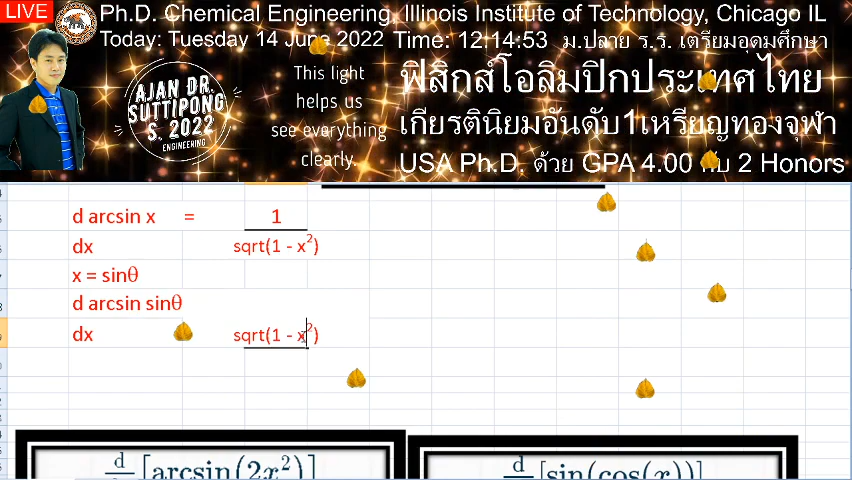 LIVE
Ph.D. Chemical Engineering, Illinois Institute of Technology, Chicago IL
Today: Tuesday 14 June 2022 Time: 12:14:53 ม.ปลาย ร.ร. เตรียมอุดมศึกษา
This light
helps us
see everything
clearly.
AJAN DR.
SUTTIPONG
S. 2022
ENGINEERING
ฟิสิกส์โอลิมปิกประเทศไทย
เกียรตินิยมอันดับ1เหรียญทองจุฬา
USA Ph.D. ด้วย GPA 4.00 กับ 2 Honors
d arcsin x = 1
dx sqrt(1 - x²)
x = sinθ
d arcsin sinθ
dx sqrt(1 - x²)
d [arcsin(2x²)]
d [sin(cos(x))]